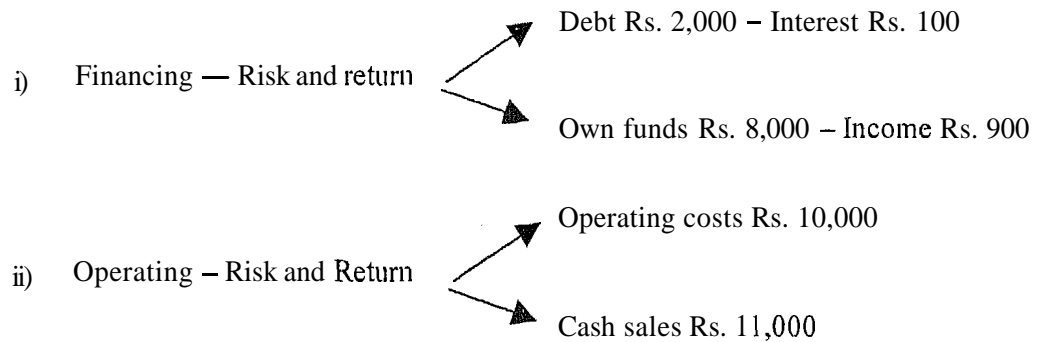 Debt Rs. 2,000 – Interest Rs. 100
i) Financing — Risk and return
Own funds Rs. 8,000 – Income Rs. 900
Operating costs Rs. 10,000
ii) Operating – Risk and Return
Cash sales Rs. 11,000